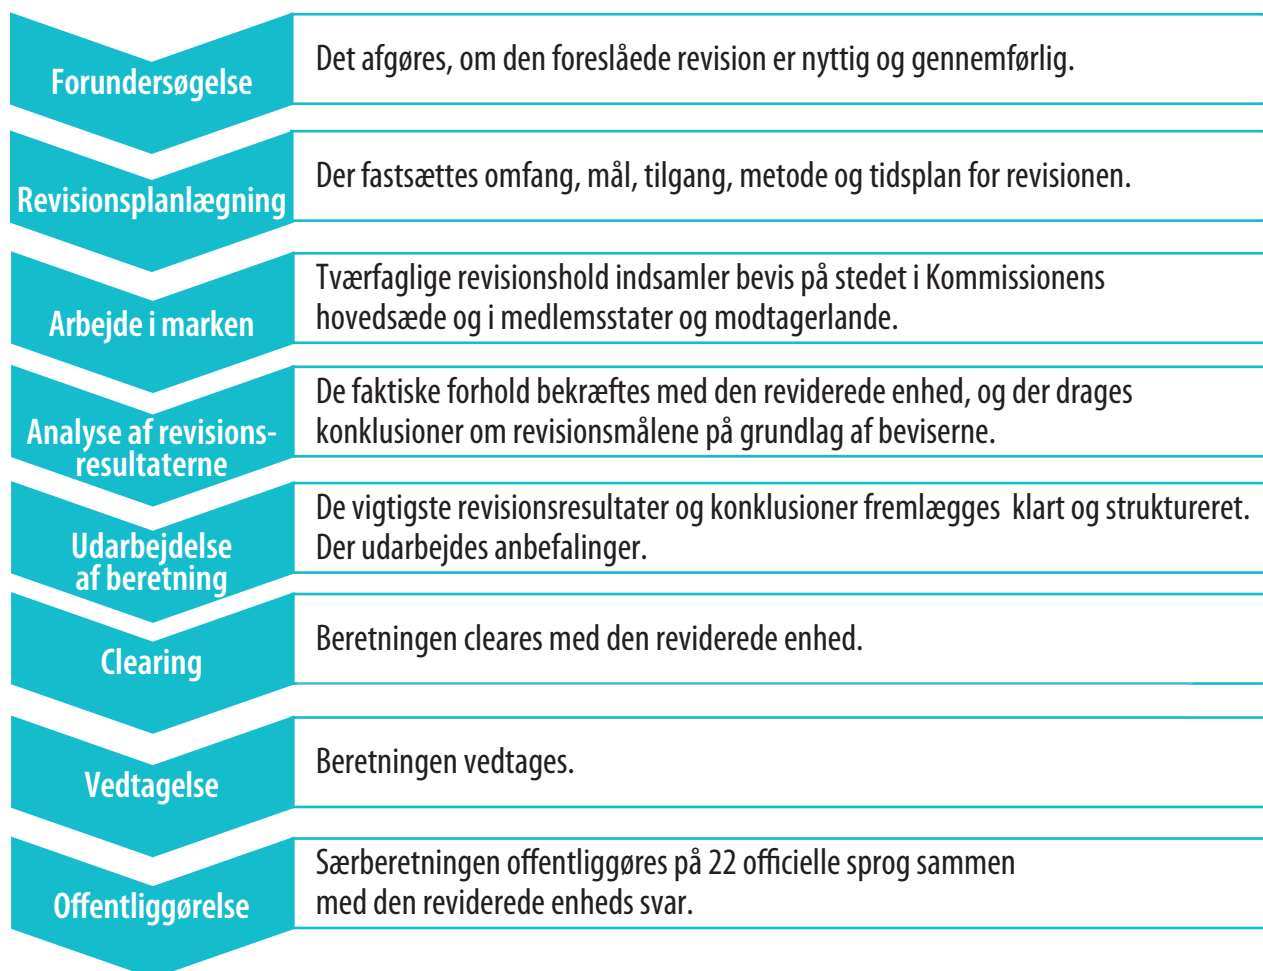 Forundersøgelse
Det afgøres, om den foreslåede revision er nyttig og gennemførlig.
Revisionsplanlægning
Der fastsættes omfang, mål, tilgang, metode og tidsplan for revisionen.
Arbejde i marken
Tværfaglige revisionshold indsamler bevis på stedet i Kommissionens
hovedsæde og i medlemsstater og modtagerlande.
Analyse af revisions-
resultaterne
De faktiske forhold bekræftes med den reviderede enhed, og der drages
konklusioner om revisionsmålene på grundlag af beviserne.
Udarbejdelse
af beretning
De vigtigste revisionsresultater og konklusioner fremlægges klart og struktureret.
Der udarbejdes anbefalinger.
Clearing
Beretningen cleares med den reviderede enhed.
Vedtagelse
Beretningen vedtages.
Offentliggørelse
Særberetningen offentliggøres på 22 officielle sprog sammen
med den reviderede enheds svar.